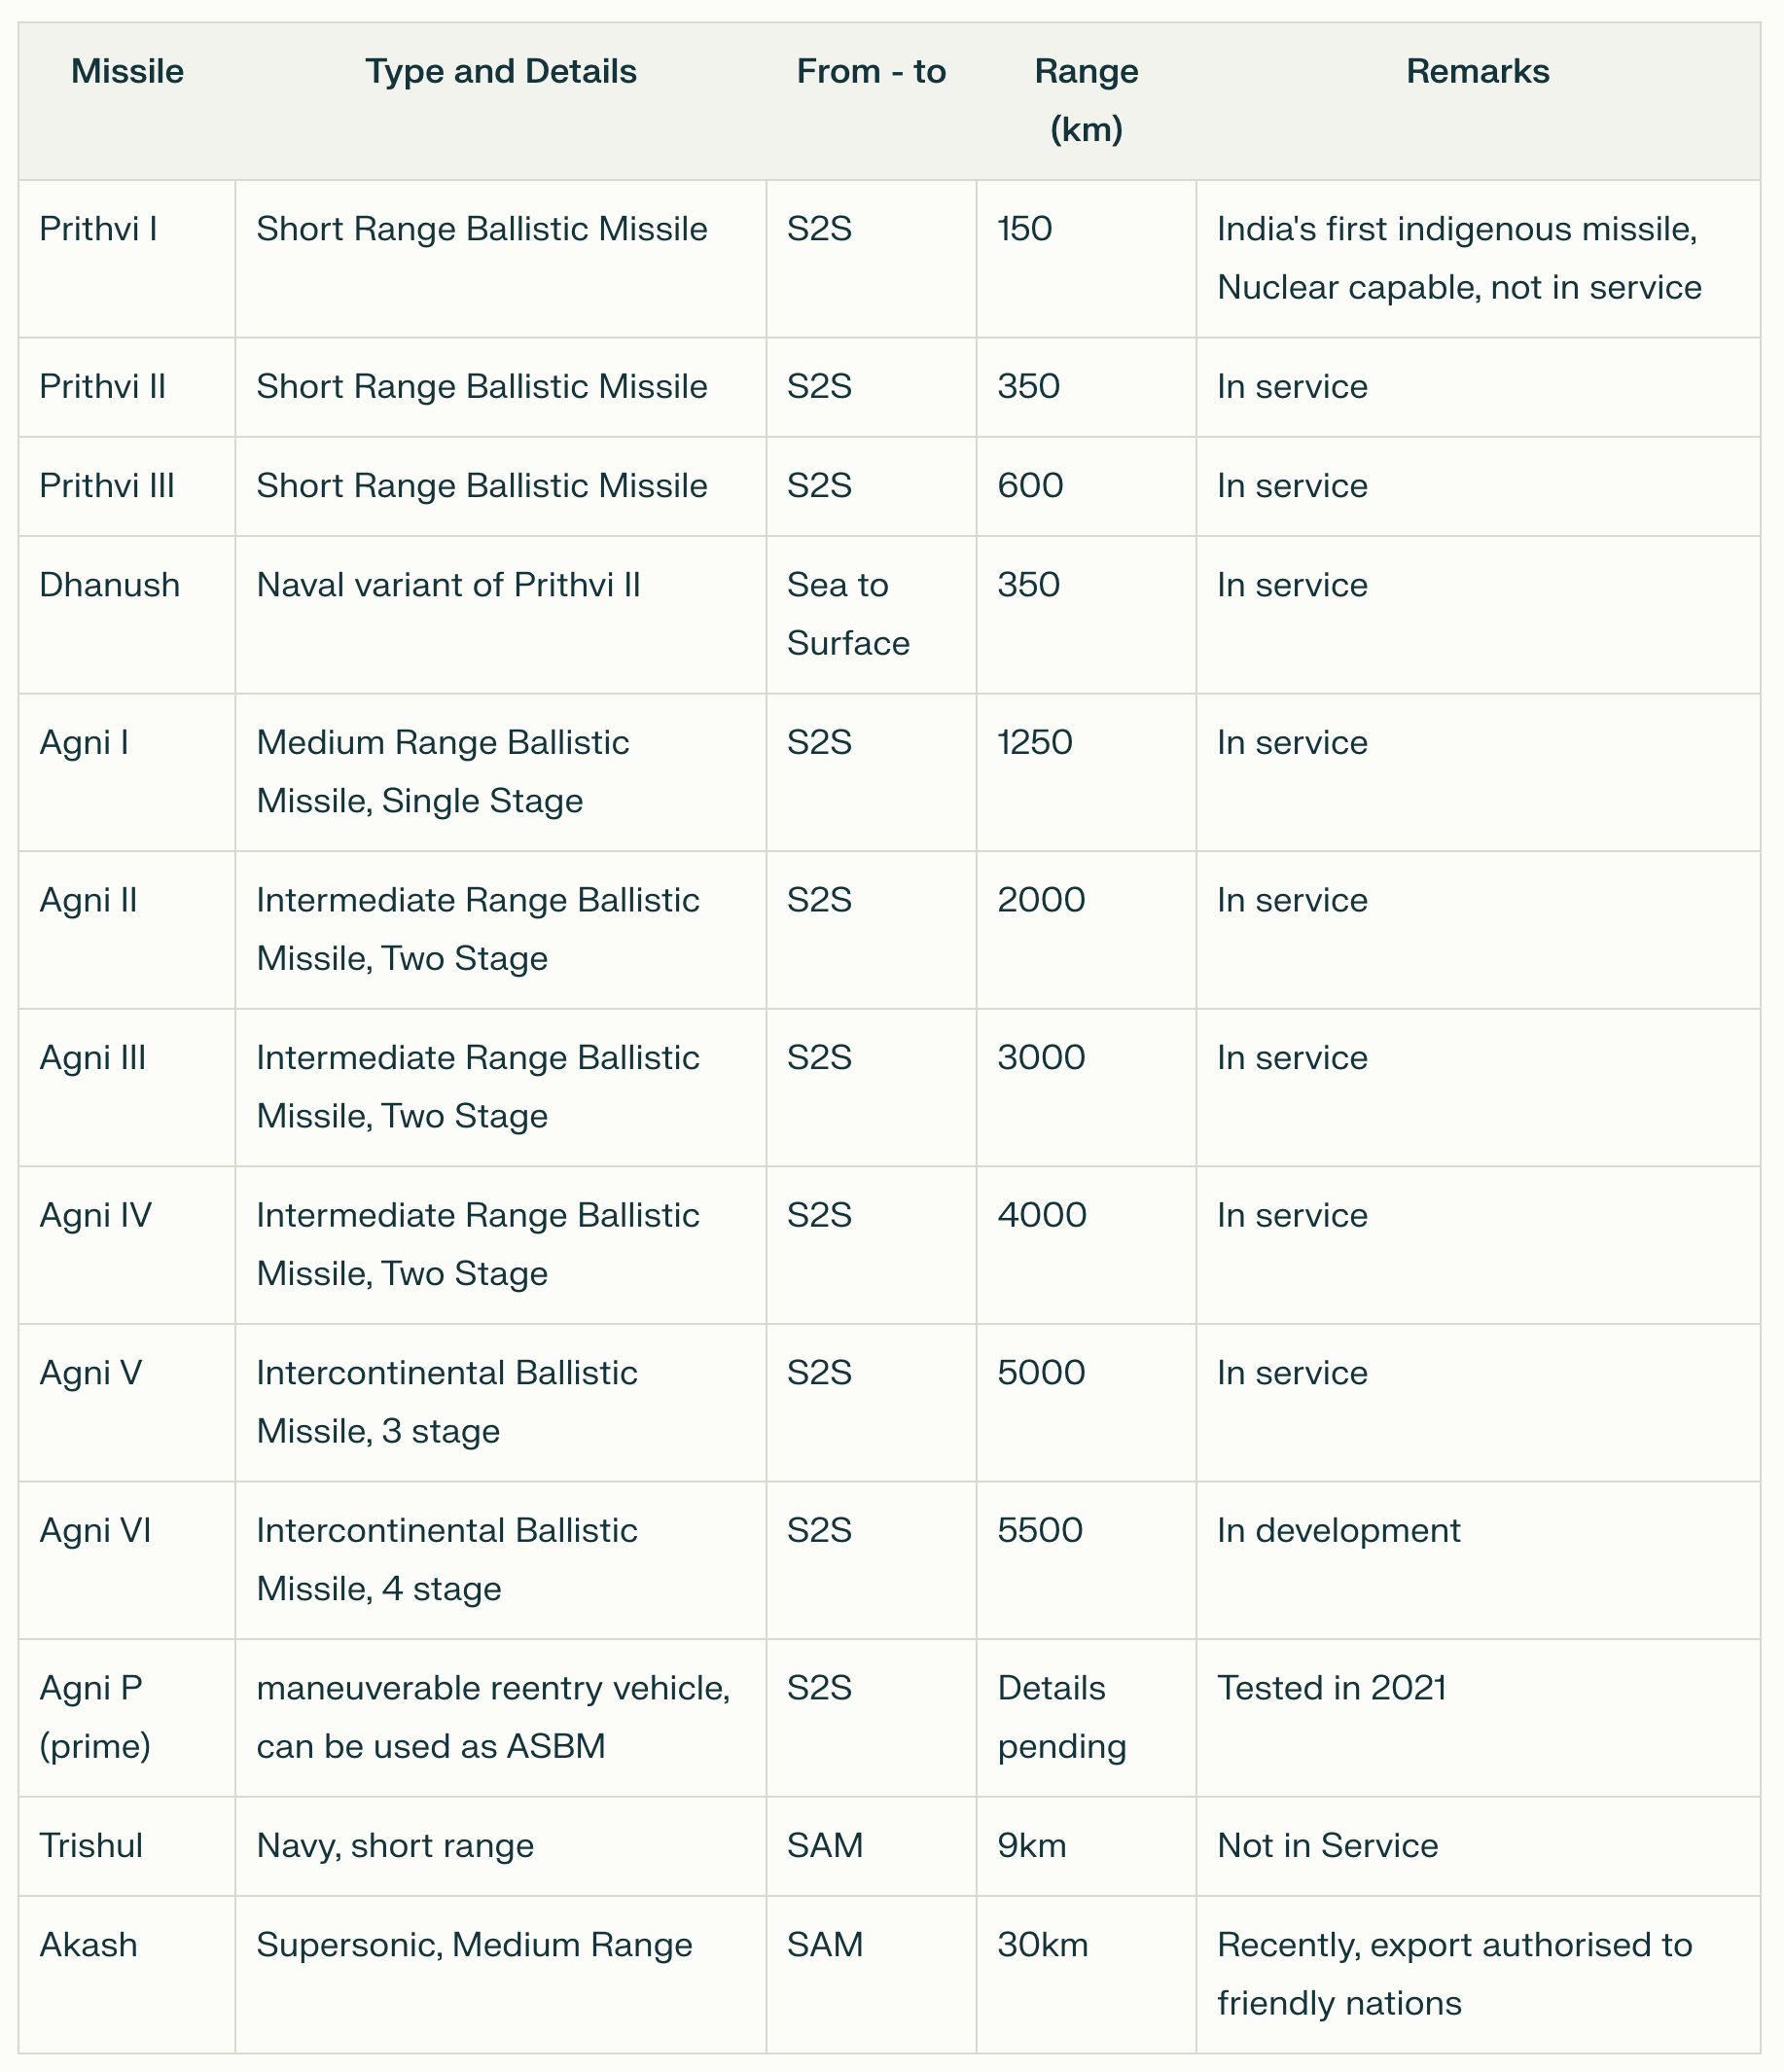 Missile Type and Details From - to Range Remarks
(km)
Prithvi I Short Range Ballistic Missile S2S 150 India's first indigenous missile,
Nuclear capable, not in service
Prithvi II Short Range Ballistic Missile S2S 350 In service
Prithvi III Short Range Ballistic Missile S2S 600 In service
Dhanush Naval variant of Prithvi II Sea to 350 In service
Surface
Agni I Medium Range Ballistic S2S 1250 In service
Missile, Single Stage
Agni II Intermediate Range Ballistic S2S 2000 In service
Missile, Two Stage
Agni III Intermediate Range Ballistic S2S 3000 In service
Missile, Two Stage
Agni IV Intermediate Range Ballistic S2S 4000 In service
Missile, Two Stage
Agni V Intercontinental Ballistic S2S 5000 In service
Missile, 3 stage
Agni VI Intercontinental Ballistic S2S 5500 In development
Missile, 4 stage
Agni P maneuverable reentry vehicle, S2S Details Tested in 2021
(prime) can be used as ASBM pending
Trishul Navy, short range SAM 9km Not in Service
Akash Supersonic, Medium Range SAM 30km Recently, export authorised to
friendly nations